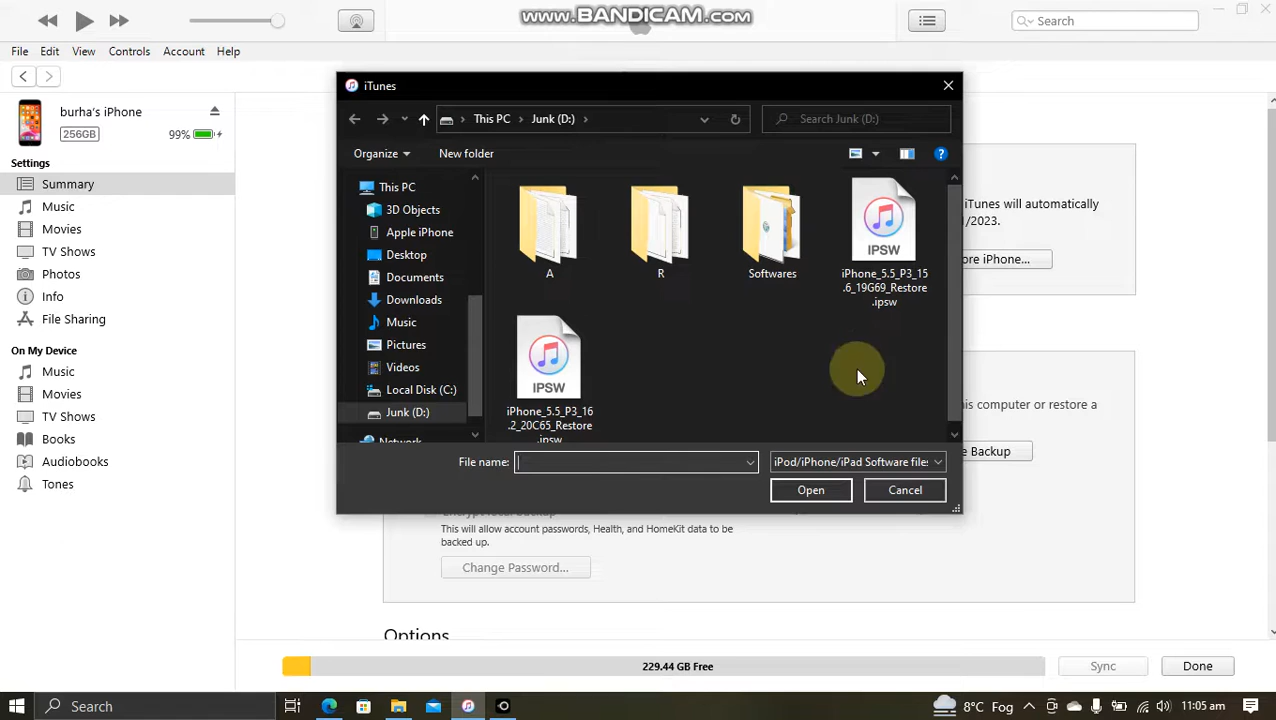 www.BANDICAM.com
Search
File Edit View Controls Account Help
burha's iPhone
256GB 99%
Settings
Summary
Music
Movies
TV Shows
Photos
Info
File Sharing
On My Device
Music
Movies
TV Shows
Books
Audiobooks
Tones
iTunes
This PC Junk (D:) Search Junk (D:)
Organize New folder
This PC
3D Objects
Apple iPhone
Desktop
Documents
Downloads
Music
Pictures
Videos
Local Disk (C:)
Junk (D:)
Network
A
R
Softwares
IPSW
iPhone_5.5_P3_15
.6_19G69_Restore
.ipsw
IPSW
iPhone_5.5_P3_16
.2_20C65_Restore
.ipsw
File name: iPod/iPhone/iPad Software files
Open Cancel
iTunes will automatically
/2023.
ore iPhone...
his computer or restore a
e Backup
Encrypt local backup
This will allow account passwords, Health, and HomeKit data to be
backed up.
Change Password...
Options
229.44 GB Free
Sync Done
Search
8°C Fog 11:05 am